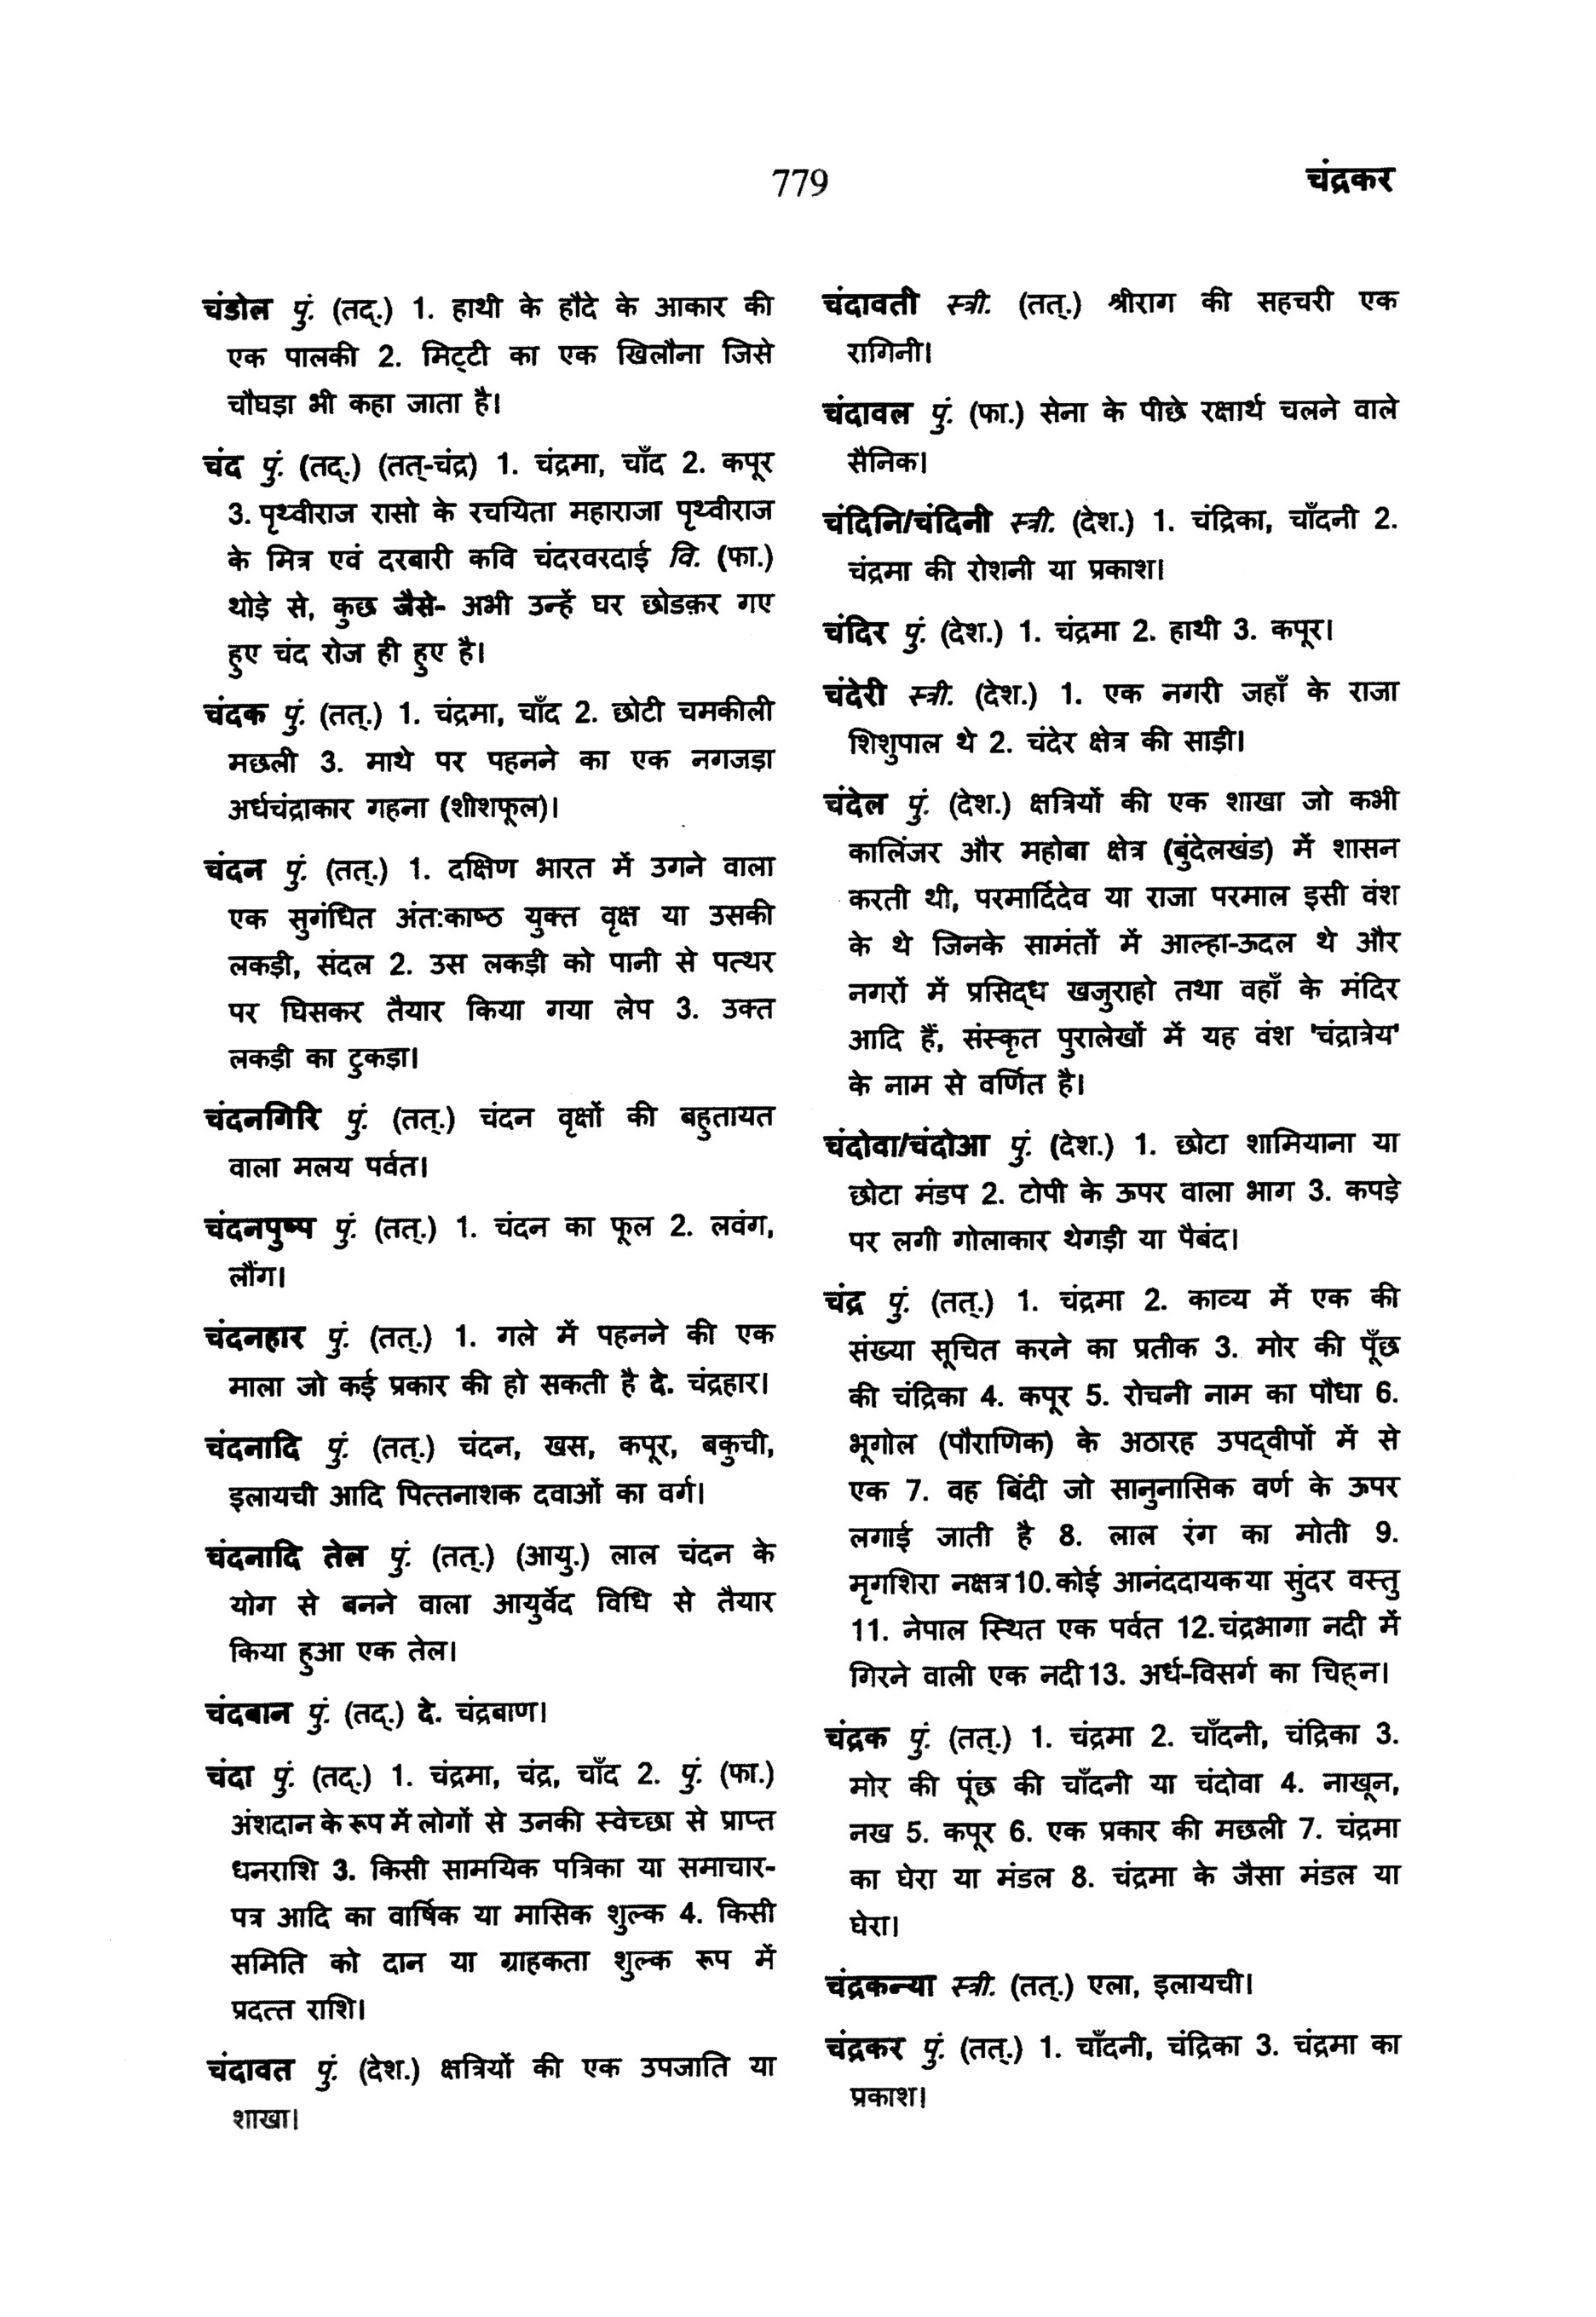 779
चंद्रकर
चंडोल पुं. (तद्.) 1. हाथी के हौदे के आकार की
एक पालकी 2. मिट्टी का एक खिलौना जिसे
चौघड़ा भी कहा जाता है।
चंद पुं. (तद्.) (तत्-चंद्र) 1. चंद्रमा, चाँद 2. कपूर
3. पृथ्वीराज रासो के रचयिता महाराजा पृथ्वीराज
के मित्र एवं दरबारी कवि चंदरवरदाई वि. (फा.)
थोड़े से, कुछ जैसे- अभी उन्हें घर छोडक़र गए
हुए चंद रोज ही हुए है।
चंदक पुं. (तत्.) 1. चंद्रमा, चाँद 2. छोटी चमकीली
मछली 3. माथे पर पहनने का एक नगजड़ा
अर्धचंद्राकार गहना (शीशफूल)।
चंदन पुं. (तत्.) 1. दक्षिण भारत में उगने वाला
एक सुगंधित अंत:काष्ठ युक्त वृक्ष या उसकी
लकड़ी, संदल 2. उस लकड़ी को पानी से पत्थर
पर घिसकर तैयार किया गया लेप 3. उक्त
लकड़ी का टुकड़ा।
चंदनगिरि पुं. (तत्.) चंदन वृक्षों की बहुतायत
वाला मलय पर्वत।
चंदनपुष्प पुं. (तत्.) 1. चंदन का फूल 2. लवंग,
लौंग।
चंदनहार पुं. (तत्.) 1. गले में पहनने की एक
माला जो कई प्रकार की हो सकती है दे. चंद्रहार।
चंदनादि पुं. (तत्.) चंदन, खस, कपूर, बकुची,
इलायची आदि पित्तनाशक दवाओं का वर्ग।
चंदनादि तेल पुं. (तत्.) (आयु.) लाल चंदन के
योग से बनने वाला आयुर्वेद विधि से तैयार
किया हुआ एक तेल।
चंदबान पुं. (तद्.) दे. चंद्रबाण।
चंदा पुं. (तद्.) 1. चंद्रमा, चंद्र, चाँद 2. पुं. (फा.)
अंशदान के रूप में लोगों से उनकी स्वेच्छा से प्राप्त
धनराशि 3. किसी सामयिक पत्रिका या समाचार-
पत्र आदि का वार्षिक या मासिक शुल्क 4. किसी
समिति को दान या ग्राहकता शुल्क रूप में
प्रदत्त राशि।
चंदावत पुं. (देश.) क्षत्रियों की एक उपजाति या
शाखा।
चंदावती स्त्री. (तत्.) श्रीराग की सहचरी एक
रागिनी।
चंदावल पुं. (फा.) सेना के पीछे रक्षार्थ चलने वाले
सैनिक।
चंदिनि/चंदिनी स्त्री. (देश.) 1. चंद्रिका, चाँदनी 2.
चंद्रमा की रोशनी या प्रकाश।
चंदिर पुं. (देश.) 1. चंद्रमा 2. हाथी 3. कपूर।
चंदेरी स्त्री. (देश.) 1. एक नगरी जहाँ के राजा
शिशुपाल थे 2. चंदेर क्षेत्र की साड़ी।
चंदेल पुं. (देश.) क्षत्रियों की एक शाखा जो कभी
कालिंजर और महोबा क्षेत्र (बुंदेलखंड) में शासन
करती थी, परमार्दिदेव या राजा परमाल इसी वंश
के थे जिनके सामंतों में आल्हा-ऊदल थे और
नगरों में प्रसिद्ध खजुराहो तथा वहाँ के मंदिर
आदि हैं, संस्कृत पुरालेखों में यह वंश 'चंद्रात्रेय'
के नाम से वर्णित है।
चंदोवा/चंदोआ पुं. (देश.) 1. छोटा शामियाना या
छोटा मंडप 2. टोपी के ऊपर वाला भाग 3. कपड़े
पर लगी गोलाकार थेगड़ी या पैबंद।
चंद्र पुं. (तत्.) 1. चंद्रमा 2. काव्य में एक की
संख्या सूचित करने का प्रतीक 3. मोर की पूँछ
की चंद्रिका 4. कपूर 5. रोचनी नाम का पौधा 6.
भूगोल (पौराणिक) के अठारह उपद्वीपों में से
एक 7. वह बिंदी जो सानुनासिक वर्ण के ऊपर
लगाई जाती है 8. लाल रंग का मोती 9.
मृगशिरा नक्षत्र 10. कोई आनंददायक या सुंदर वस्तु
11. नेपाल स्थित एक पर्वत 12. चंद्रभागा नदी में
गिरने वाली एक नदी 13. अर्ध-विसर्ग का चिह्न।
चंद्रक पुं. (तत्.) 1. चंद्रमा 2. चाँदनी, चंद्रिका 3.
मोर की पूंछ की चाँदनी या चंदोवा 4. नाखून,
नख 5. कपूर 6. एक प्रकार की मछली 7. चंद्रमा
का घेरा या मंडल 8. चंद्रमा के जैसा मंडल या
घेरा।
चंद्रकन्या स्त्री. (तत्.) एला, इलायची।
चंद्रकर पुं. (तत्.) 1. चाँदनी, चंद्रिका 3. चंद्रमा का
प्रकाश।